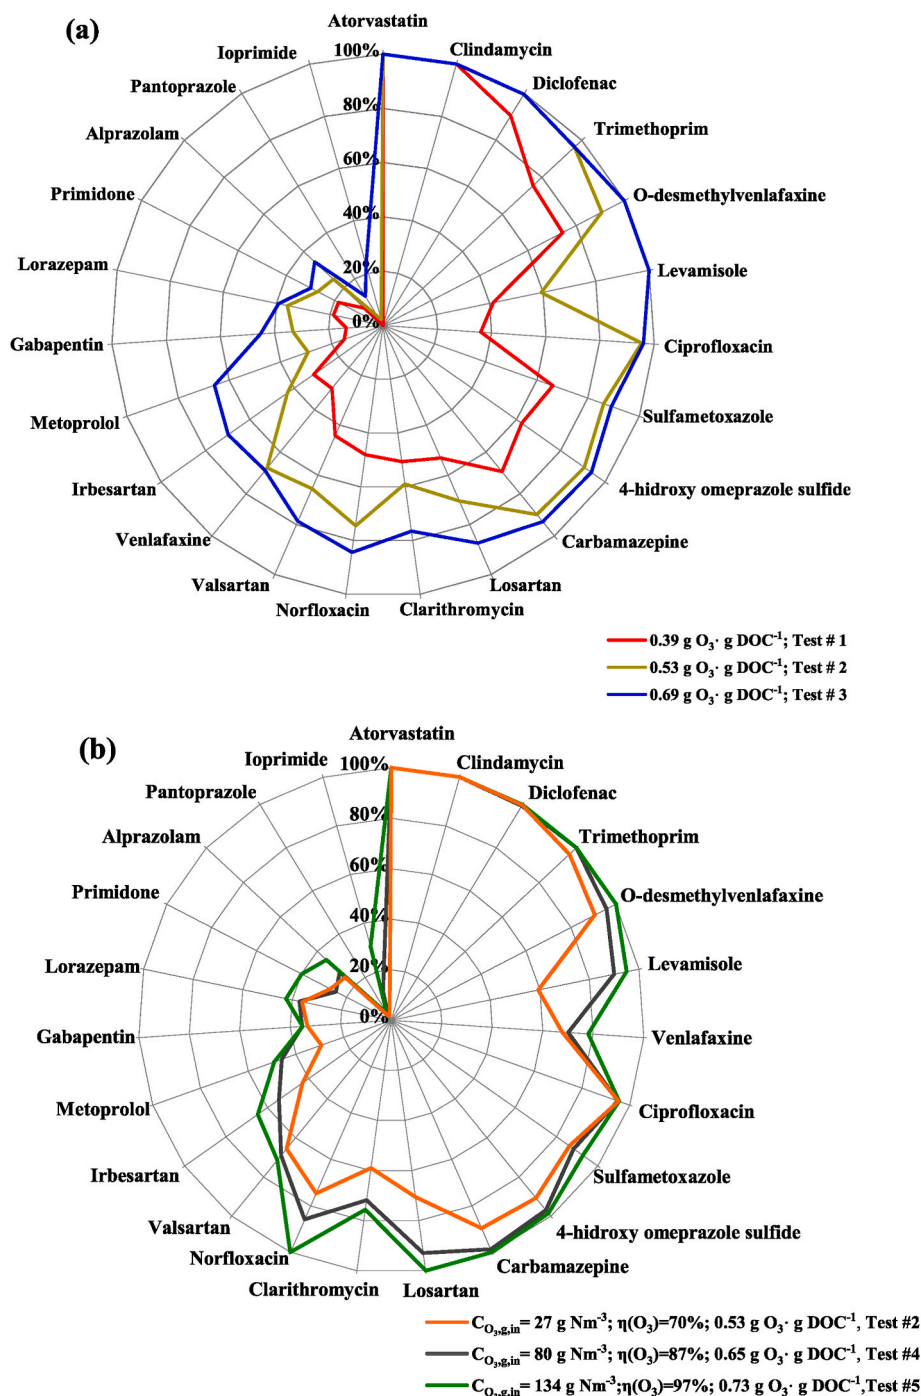 (a)
Atorvastatin
Clindamycin
Diclofenac
Trimethoprim
O-desmethylvenlafaxine
Levamisole
Ciprofloxacin
Sulfametoxazole
4-hidroxy omeprazole sulfide
Carbamazepine
Losartan
Clarithromycin
Norfloxacin
Valsartan
Venlafaxine
Irbesartan
Metoprolol
Gabapentin
Lorazepam
Primidone
Alprazolam
Pantoprazole
Ioprimide
100%
80%
60%
40%
20%
0%
0.39 g O₃· g DOC⁻¹; Test # 1
0.53 g O₃· g DOC⁻¹; Test # 2
0.69 g O₃· g DOC⁻¹; Test # 3
(b)
Atorvastatin
Clindamycin
Diclofenac
Trimethoprim
O-desmethylvenlafaxine
Levamisole
Venlafaxine
Ciprofloxacin
Sulfametoxazole
4-hidroxy omeprazole sulfide
Carbamazepine
Losartan
Clarithromycin
Norfloxacin
Valsartan
Irbesartan
Metoprolol
Gabapentin
Lorazepam
Primidone
Alprazolam
Pantoprazole
Ioprimide
100%
80%
60%
40%
20%
0%
C_O₃,g,in= 27 g Nm⁻³; η(O₃)=70%; 0.53 g O₃· g DOC⁻¹, Test #2
C_O₃,g,in= 80 g Nm⁻³; η(O₃)=87%; 0.65 g O₃· g DOC⁻¹, Test #4
C_O₃,g,in= 134 g Nm⁻³;η(O₃)=97%; 0.73 g O₃· g DOC⁻¹,Test #5